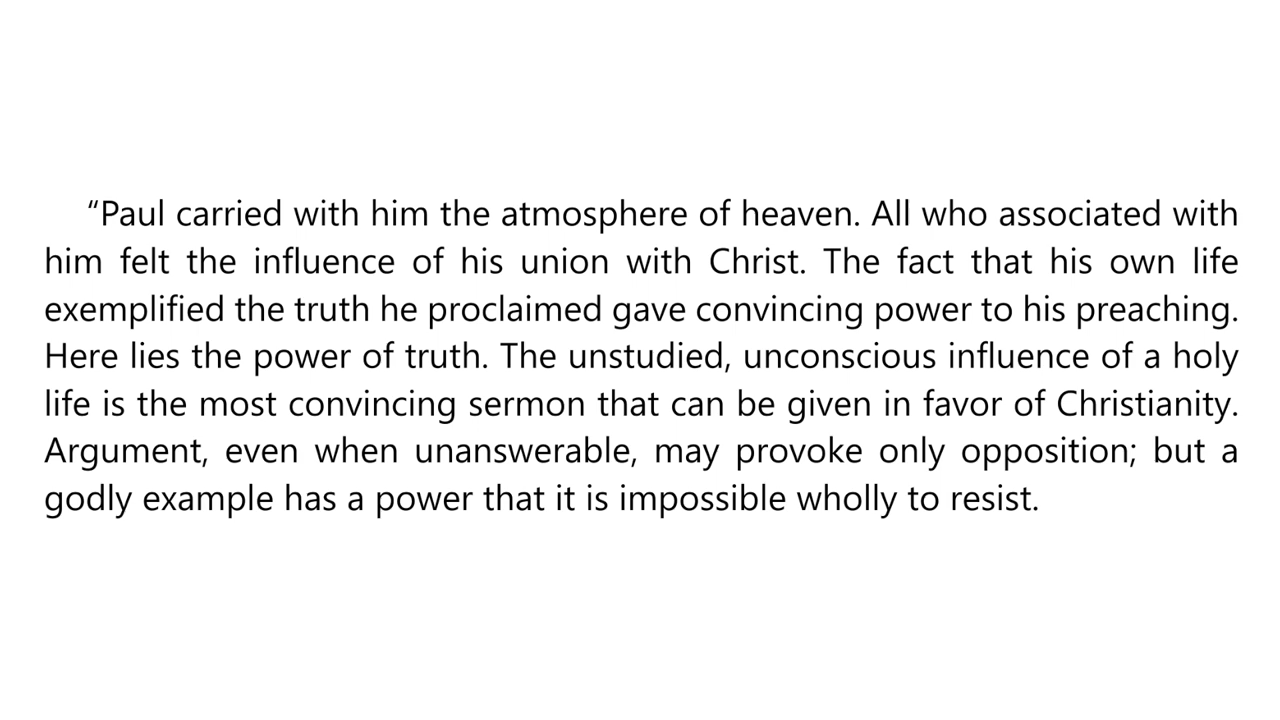 “Paul carried with him the atmosphere of heaven. All who associated with
him felt the influence of his union with Christ. The fact that his own life
exemplified the truth he proclaimed gave convincing power to his preaching.
Here lies the power of truth. The unstudied, unconscious influence of a holy
life is the most convincing sermon that can be given in favor of Christianity.
Argument, even when unanswerable, may provoke only opposition; but a
godly example has a power that it is impossible wholly to resist.